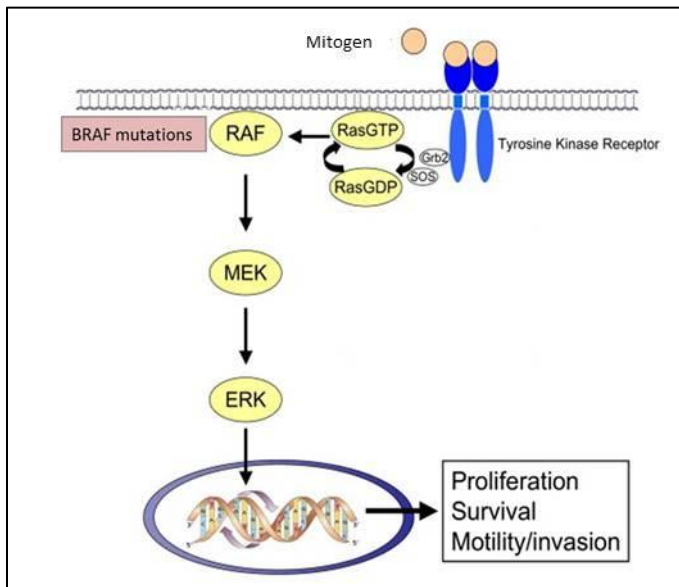 Mitogen
BRAF mutations
RAF
RasGTP
Grb2
Tyrosine Kinase Receptor
SOS
RasGDP
MEK
ERK
Proliferation
Survival
Motility/invasion